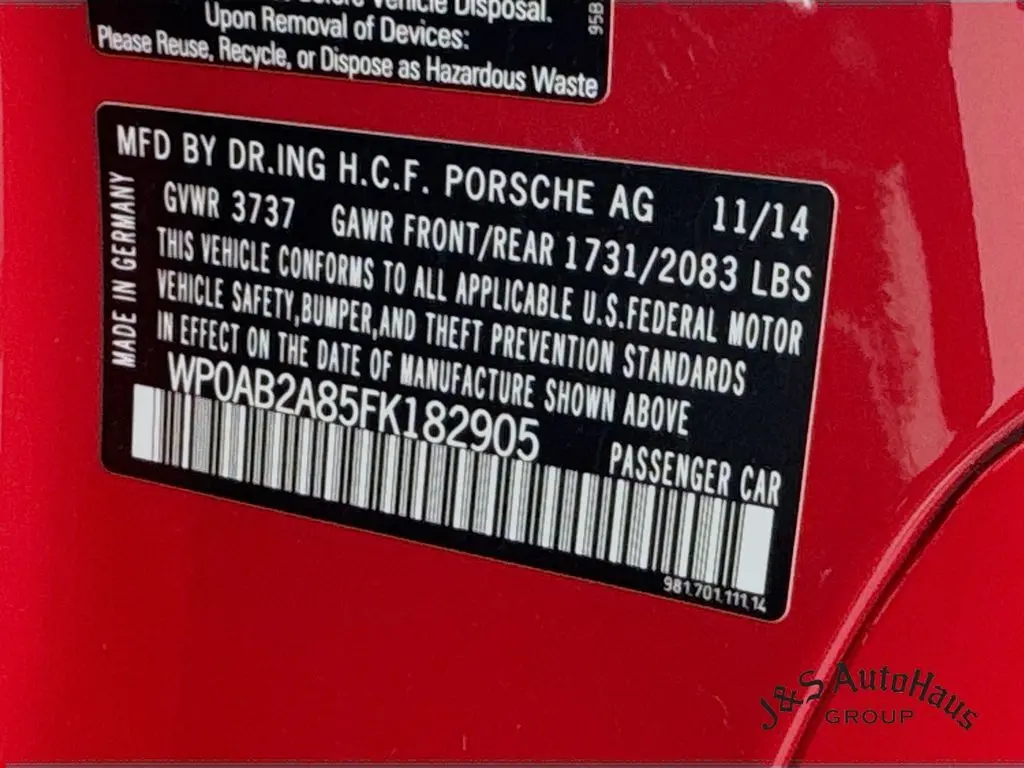 Vehicle Disposal.
Upon Removal of Devices:
Please Reuse, Recycle, or Dispose as Hazardous Waste
95B
MFD BY DR.ING H.C.F. PORSCHE AG 11/14
GVWR 3737 GAWR FRONT/REAR 1731/2083 LBS
THIS VEHICLE CONFORMS TO ALL APPLICABLE U.S.FEDERAL MOTOR
VEHICLE SAFETY,BUMPER,AND THEFT PREVENTION STANDARDS
IN EFFECT ON THE DATE OF MANUFACTURE SHOWN ABOVE
WP0AB2A85FK182905
PASSENGER CAR
MADE IN GERMANY
981.701.111.14
J&S AutoHaus
GROUP